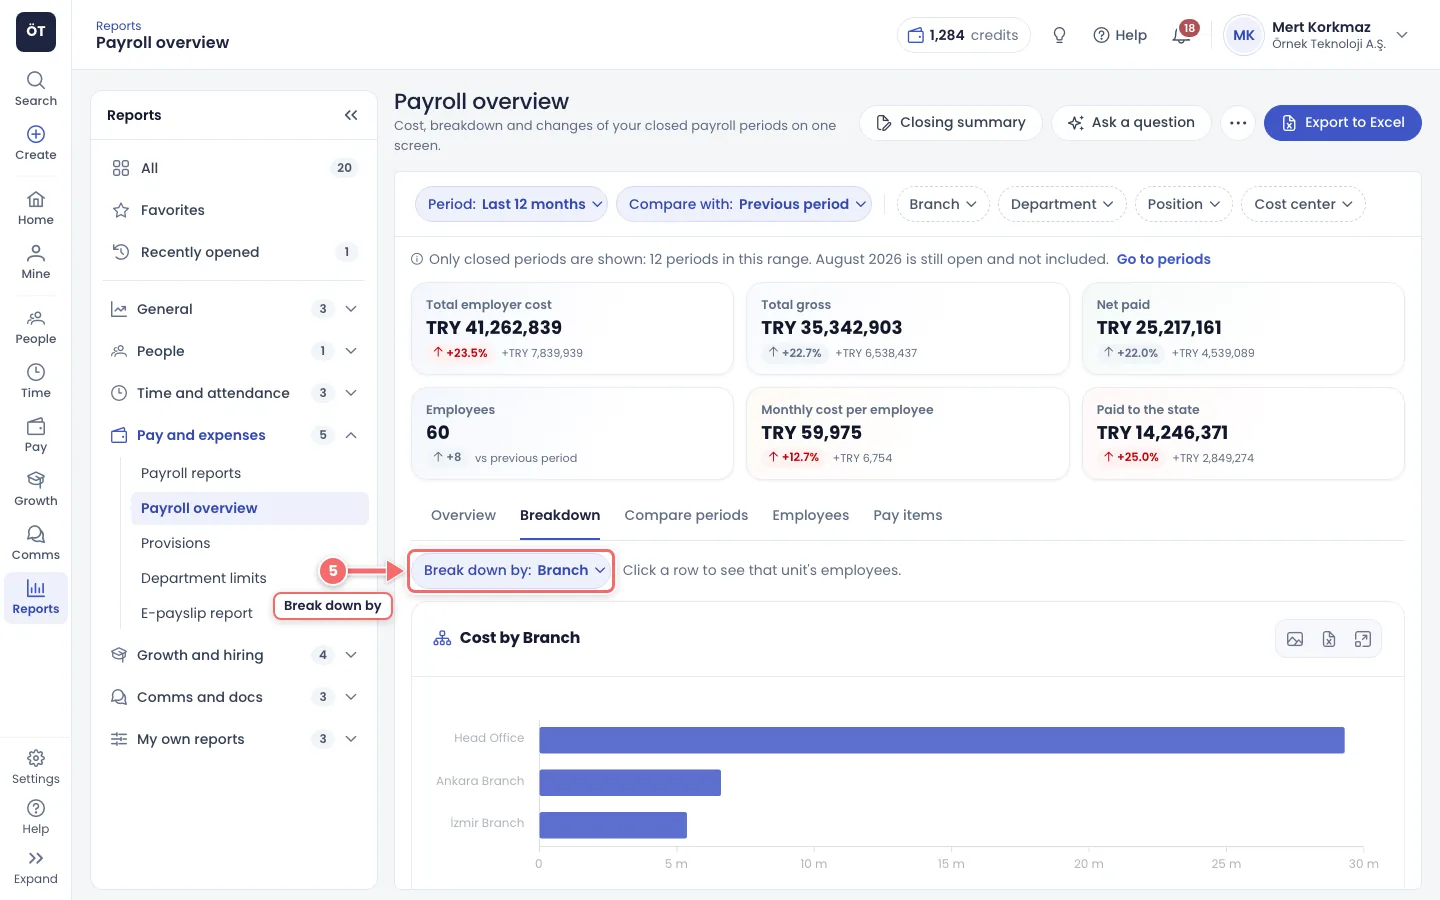 ÖT
Search
Create
Home
Mine
People
Time
Pay
Growth
Comms
Reports
Settings
Help
Expand
Reports
Payroll overview
1,284 credits
Help
18
MK
Mert Korkmaz
Örnek Teknoloji A.Ş.
Reports
All 20
Favorites
Recently opened 1
General 3
People 1
Time and attendance 3
Pay and expenses 5
Payroll reports
Payroll overview
Provisions
Department limits
E-payslip report
Growth and hiring 4
Comms and docs 3
My own reports 3
Payroll overview
Cost, breakdown and changes of your closed payroll periods on one
screen.
Closing summary
Ask a question
Export to Excel
Period: Last 12 months
Compare with: Previous period
Branch
Department
Position
Cost center
Only closed periods are shown: 12 periods in this range. August 2026 is still open and not included. Go to periods
Total employer cost
TRY 41,262,839
↑ +23.5% +TRY 7,839,939
Total gross
TRY 35,342,903
↑ +22.7% +TRY 6,538,437
Net paid
TRY 25,217,161
↑ +22.0% +TRY 4,539,089
Employees
60
↑ +8 vs previous period
Monthly cost per employee
TRY 59,975
↑ +12.7% +TRY 6,754
Paid to the state
TRY 14,246,371
↑ +25.0% +TRY 2,849,274
Overview
Breakdown
Compare periods
Employees
Pay items
5
Break down by
Break down by: Branch
Click a row to see that unit's employees.
Cost by Branch
Head Office
Ankara Branch
İzmir Branch
0 5 m 10 m 15 m 20 m 25 m 30 m